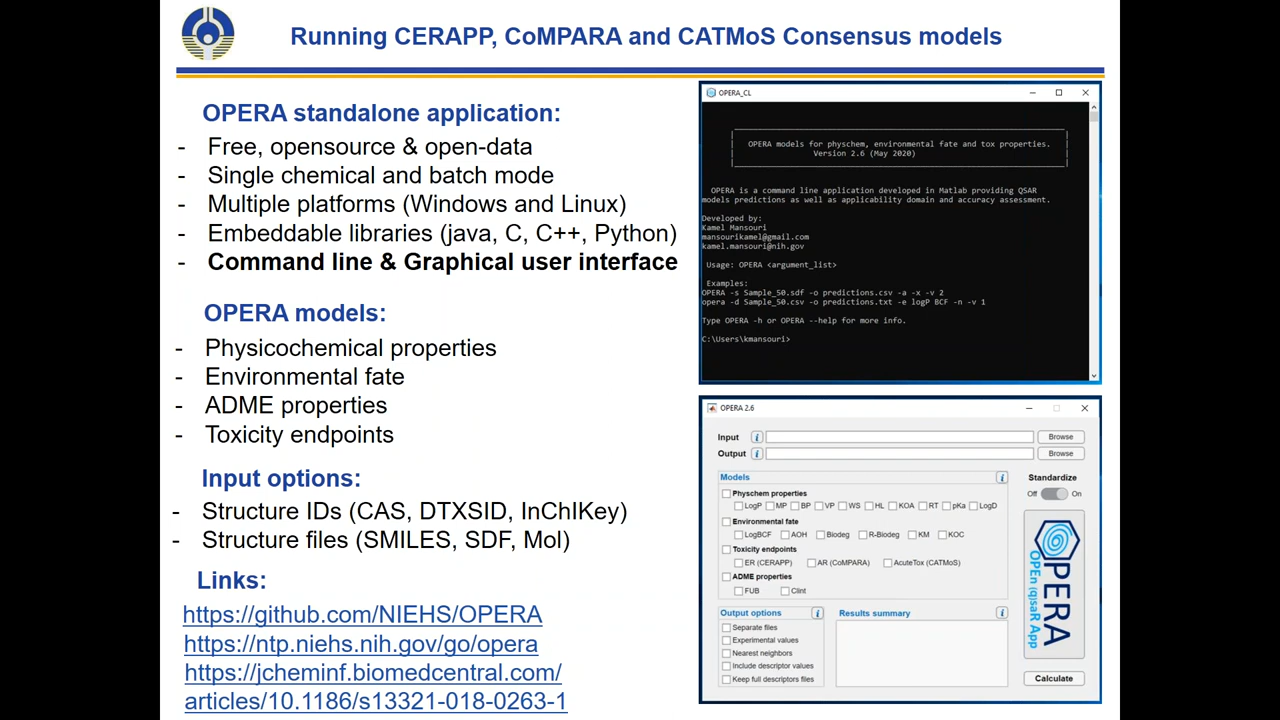 Running CERAPP, CoMPARA and CATMoS Consensus models
OPERA standalone application:
- Free, opensource & open-data
- Single chemical and batch mode
- Multiple platforms (Windows and Linux)
- Embeddable libraries (java, C, C++, Python)
- Command line & Graphical user interface
OPERA models:
- Physicochemical properties
- Environmental fate
- ADME properties
- Toxicity endpoints
Input options:
- Structure IDs (CAS, DTXSID, InChIKey)
- Structure files (SMILES, SDF, Mol)
Links:
https://github.com/NIEHS/OPERA
https://ntp.niehs.nih.gov/go/opera
https://jcheminf.biomedcentral.com/
articles/10.1186/s13321-018-0263-1
OPERA_CL
OPERA models for physchem, environmental fate and tox properties.
Version 2.6 (May 2020)
OPERA is a command line application developed in Matlab providing QSAR
models predictions as well as applicability domain and accuracy assessment.
Developed by:
Kamel Mansouri
mansourikamel@gmail.com
kamel.mansouri@nih.gov
Usage: OPERA <argument_list>
Examples:
OPERA -s Sample_50.sdf -o predictions.csv -a -x -v 2
opera -d Sample_50.csv -o predictions.txt -e logP BCF -n -v 1
Type OPERA -h or OPERA --help for more info.
C:\Users\kmansouri>
OPERA 2.6
Input i Browse
Output i Browse
Models i
Physchem properties
LogP MP BP VP WS HL KOA RT pKa LogD
Environmental fate
LogBCF AOH Biodeg R-Biodeg KM KOC
Toxicity endpoints
ER (CERAPP) AR (CoMPARA) AcuteTox (CATMoS)
ADME properties
FUB Clint
Standardize
Off On
OPERA
OPEn (q)saR App
Output options i
Separate files
Experimental values
Nearest neighbors
Include descriptor values
Keep full descriptors files
Results summary i
Calculate